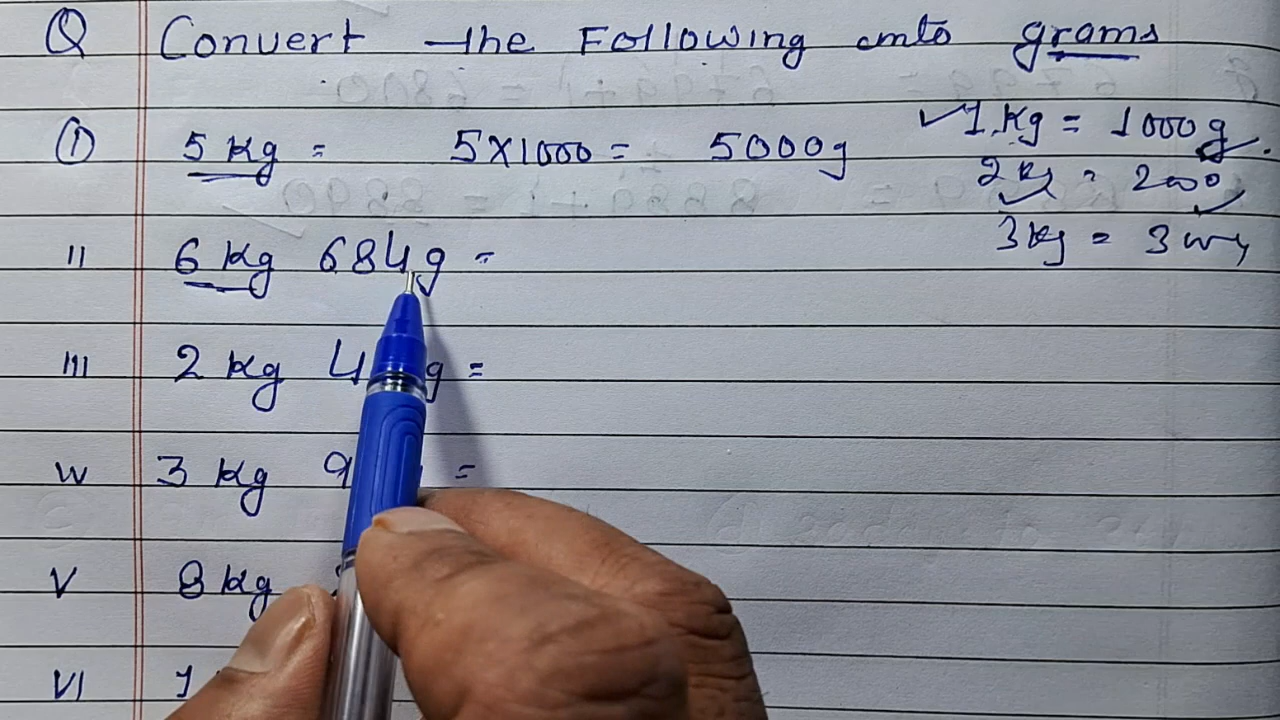 Q Convert the Following into grams
① 5 Kg = 5×1000 = 5000g
1 Kg = 1000g.
2 Kg = 2000
II 6 Kg 684g =
3 Kg =
III 2 Kg 4 g =
IV 3 Kg 9 =
V 8 Kg
VI 1